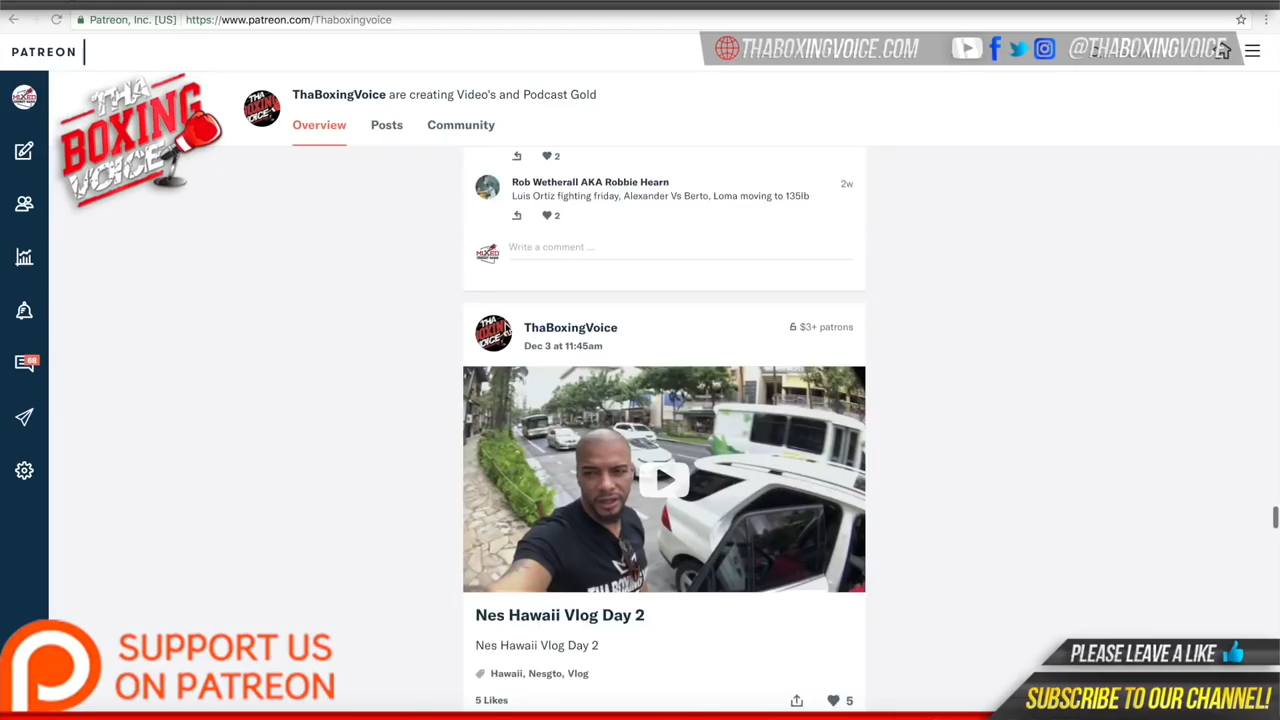 Patreon, Inc. [US]
https://www.patreon.com/Thaboxingvoice
PATREON
THABOXINGVOICE.COM
@THABOXINGVOICE
THA
BOXING
VOICE
ThaBoxingVoice are creating Video's and Podcast Gold
Overview
Posts
Community
2
Rob Wetherall AKA Robbie Hearn
2w
Luis Ortiz fighting friday, Alexander Vs Berto, Loma moving to 135lb
2
Write a comment ...
68
ThaBoxingVoice
$3+ patrons
Dec 3 at 11:45am
Nes Hawaii Vlog Day 2
Nes Hawaii Vlog Day 2
Hawaii, Nesgto, Vlog
5 Likes
5
SUPPORT US
ON PATREON
PLEASE LEAVE A LIKE
SUBSCRIBE TO OUR CHANNEL!